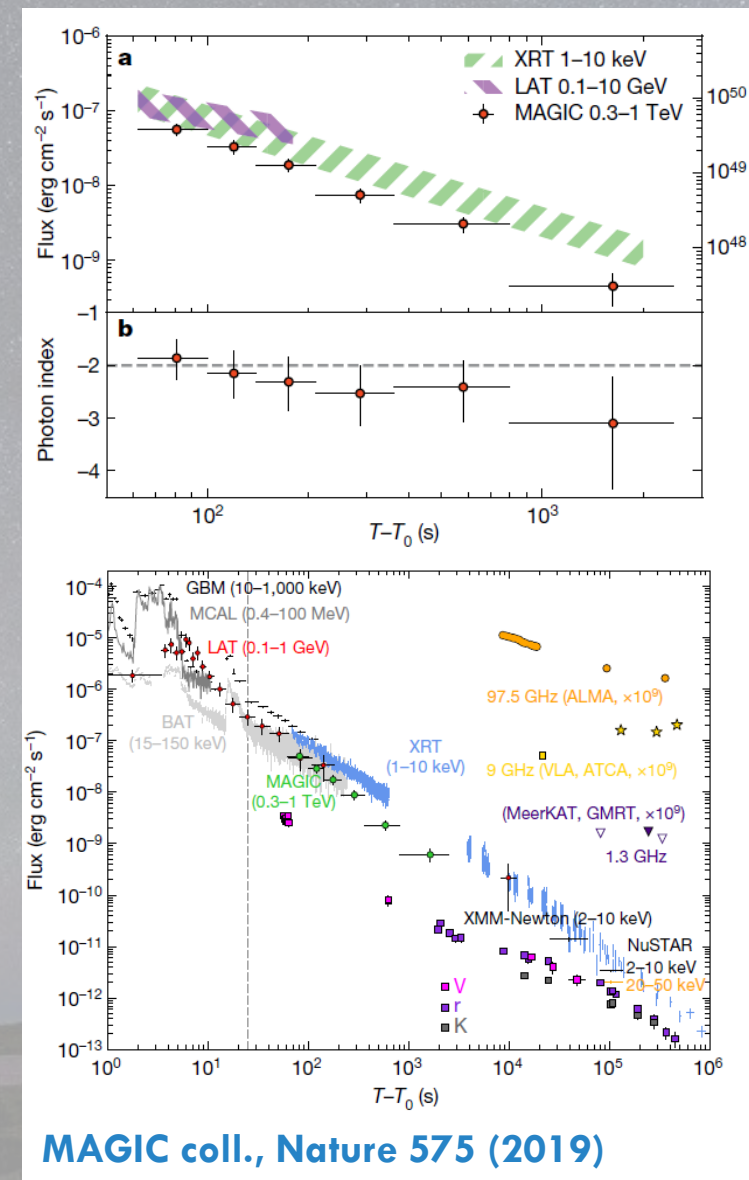 a
XRT 1–10 keV
LAT 0.1–10 GeV
MAGIC 0.3–1 TeV
Flux (erg cm⁻² s⁻¹)
10⁻⁶
10⁻⁷
10⁻⁸
10⁻⁹
10⁵⁰
10⁴⁹
10⁴⁸
b
Photon index
–1
–2
–3
–4
10²
10³
T–T₀ (s)
GBM (10–1,000 keV)
MCAL (0.4–100 MeV)
LAT (0.1–1 GeV)
BAT
(15–150 keV)
XRT
(1–10 keV)
MAGIC
(0.3–1 TeV)
97.5 GHz (ALMA, ×10⁹)
9 GHz (VLA, ATCA, ×10⁹)
(MeerKAT, GMRT, ×10⁹)
1.3 GHz
XMM-Newton (2–10 keV)
NuSTAR
2–10 keV
20–50 keV
V
r
K
Flux (erg cm⁻² s⁻¹)
10⁻⁴
10⁻⁵
10⁻⁶
10⁻⁷
10⁻⁸
10⁻⁹
10⁻¹⁰
10⁻¹¹
10⁻¹²
10⁻¹³
10⁰
10¹
10²
10³
10⁴
10⁵
10⁶
T–T₀ (s)
MAGIC coll., Nature 575 (2019)